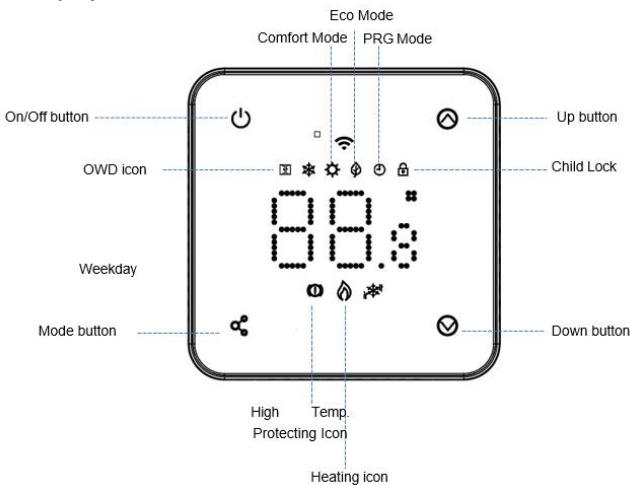 Eco Mode
Comfort Mode PRG Mode
On/Off button
Up button
OWD icon
Child Lock
88.8
Weekday
Mode button
Down button
High Temp.
Protecting Icon
Heating icon